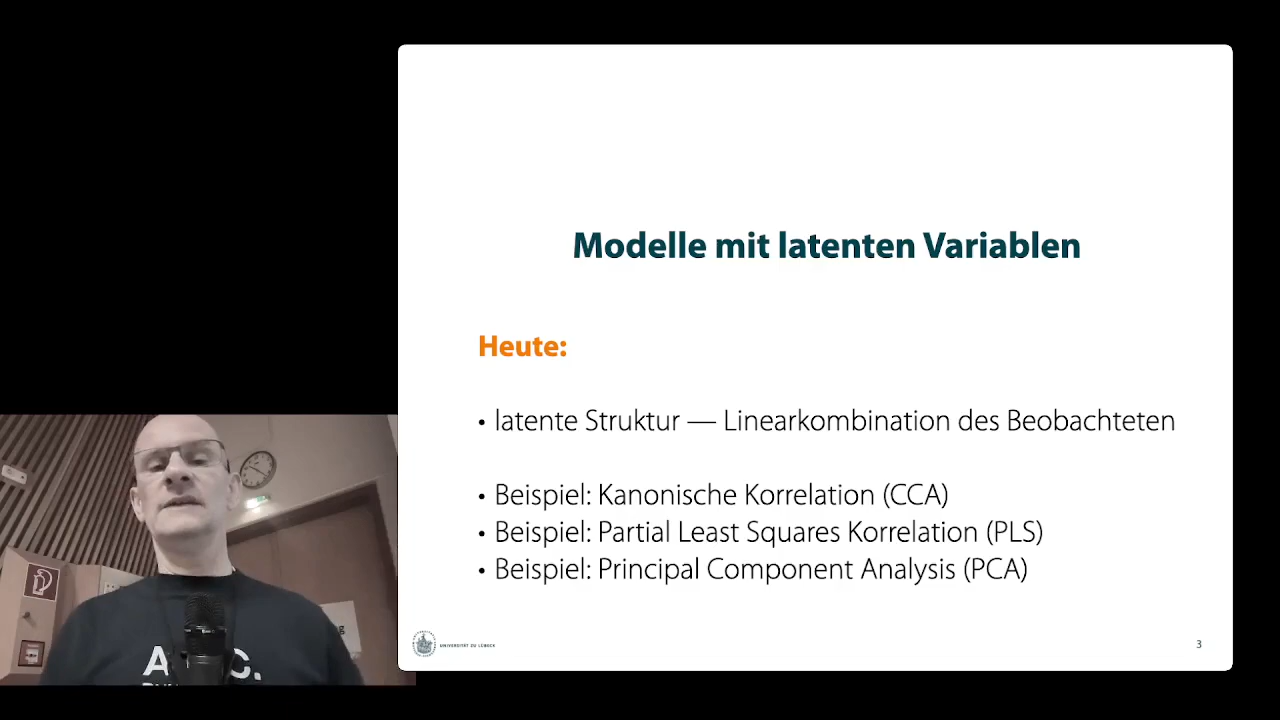 Modelle mit latenten Variablen
Heute:
• latente Struktur — Linearkombination des Beobachteten
• Beispiel: Kanonische Korrelation (CCA)
• Beispiel: Partial Least Squares Korrelation (PLS)
• Beispiel: Principal Component Analysis (PCA)
UNIVERSITÄT ZU LÜBECK
3